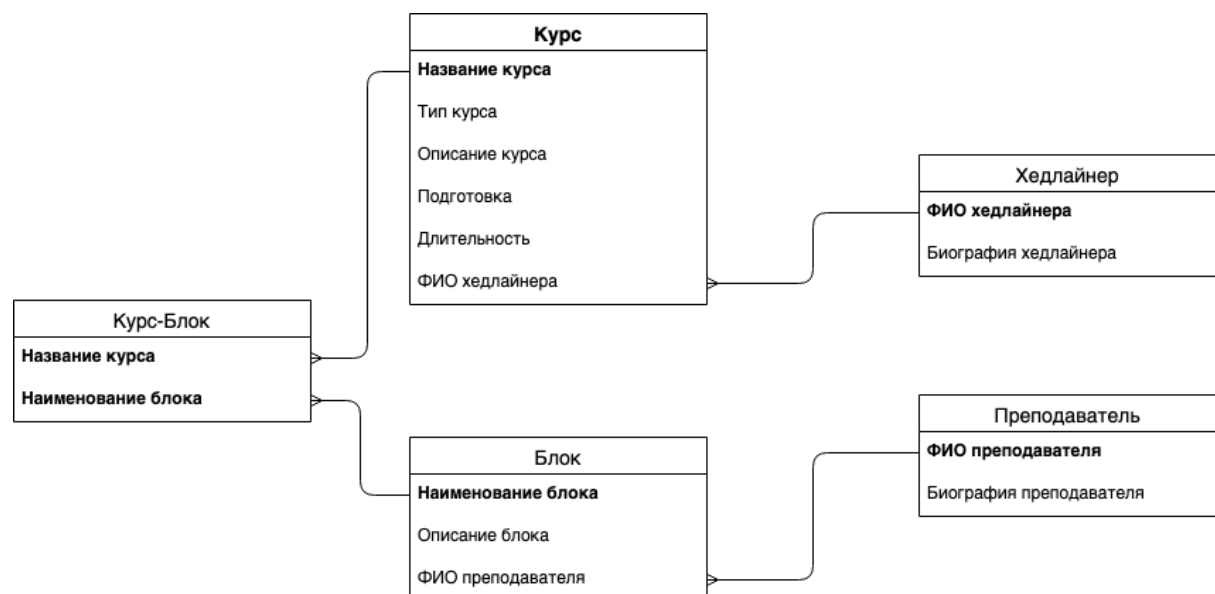 Курс
Название курса
Тип курса
Описание курса
Подготовка
Длительность
ФИО хедлайнера
Хедлайнер
ФИО хедлайнера
Биография хедлайнера
Курс-Блок
Название курса
Наименование блока
Блок
Наименование блока
Описание блока
ФИО преподавателя
Преподаватель
ФИО преподавателя
Биография преподавателя